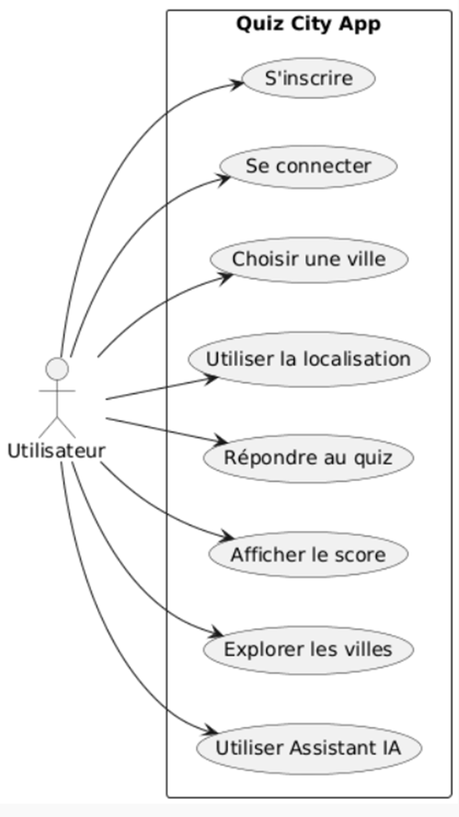 Quiz City App
S'inscrire
Se connecter
Choisir une ville
Utiliser la localisation
Utilisateur
Répondre au quiz
Afficher le score
Explorer les villes
Utiliser Assistant IA